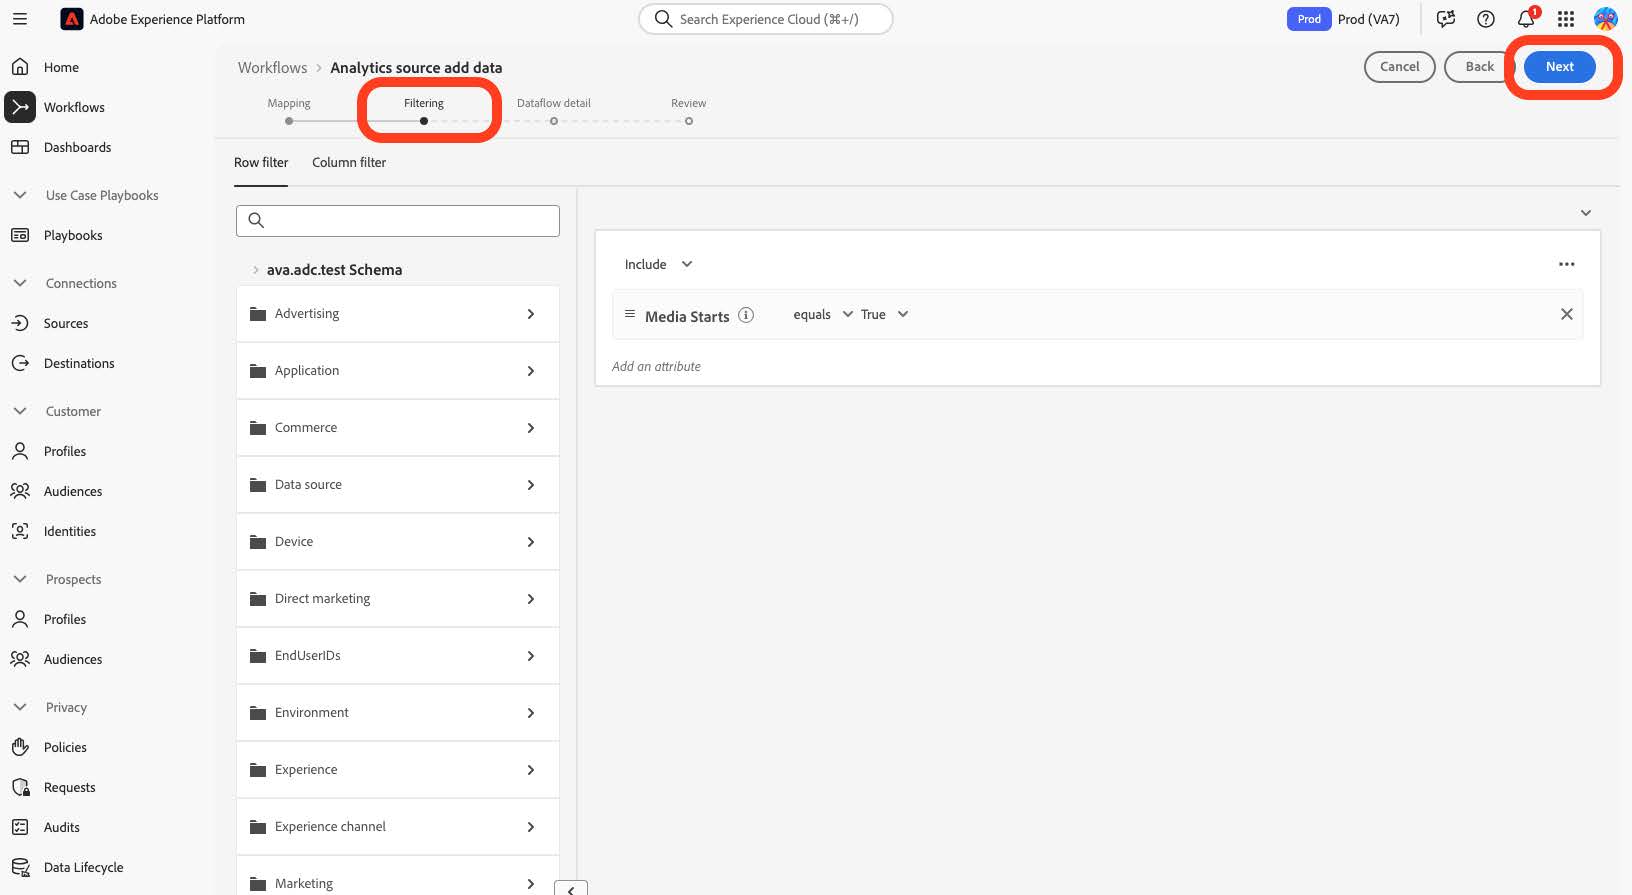 Adobe Experience Platform
Search Experience Cloud (⌘+/)
Prod
Prod (VA7)
1
Home
Workflows
Dashboards
Use Case Playbooks
Playbooks
Connections
Sources
Destinations
Customer
Profiles
Audiences
Identities
Prospects
Profiles
Audiences
Privacy
Policies
Requests
Audits
Data Lifecycle
Workflows > Analytics source add data
Cancel
Back
Next
Mapping
Filtering
Dataflow detail
Review
Row filter
Column filter
ava.adc.test Schema
Advertising
Application
Commerce
Data source
Device
Direct marketing
EndUserIDs
Environment
Experience
Experience channel
Marketing
Include
Media Starts equals True
Add an attribute